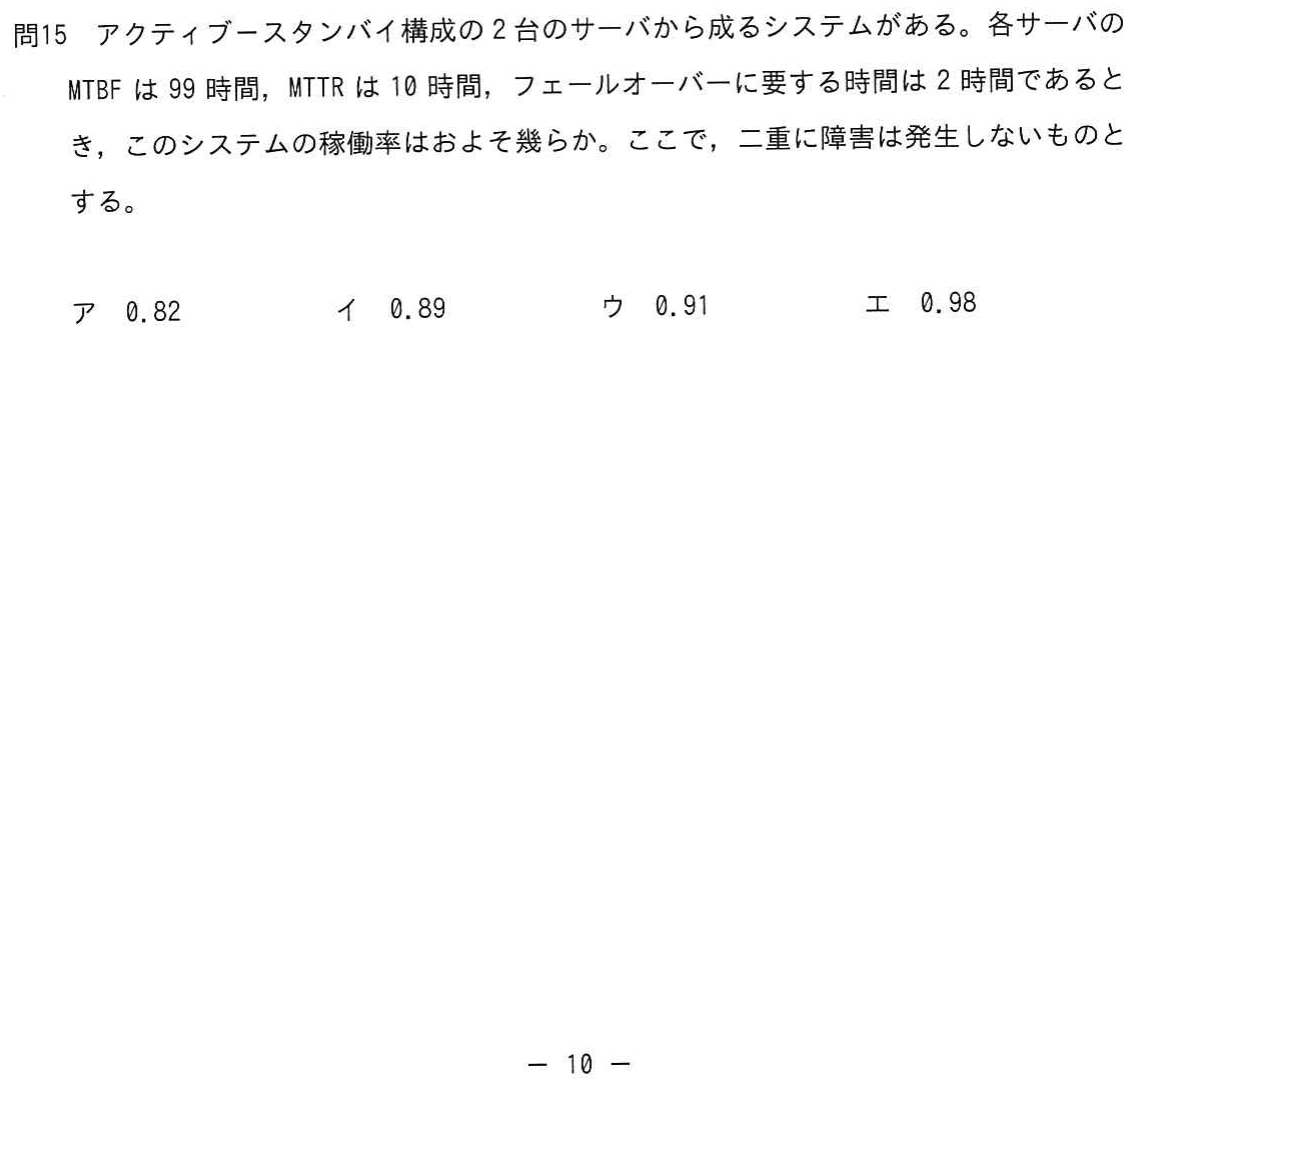 問15　アクティブースタンバイ構成の2台のサーバから成るシステムがある。各サーバの
MTBF は 99 時間，MTTR は 10 時間，フェールオーバーに要する時間は 2 時間であると
き，このシステムの稼働率はおよそ幾らか。ここで，二重に障害は発生しないものと
する。
ア　0.82　イ　0.89　ウ　0.91　エ　0.98
－ 10 －